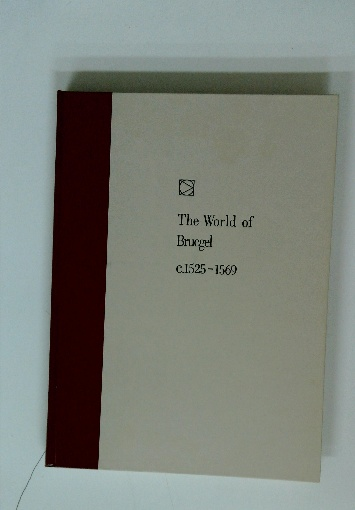 The World of
Bruegel
c.1525-1569